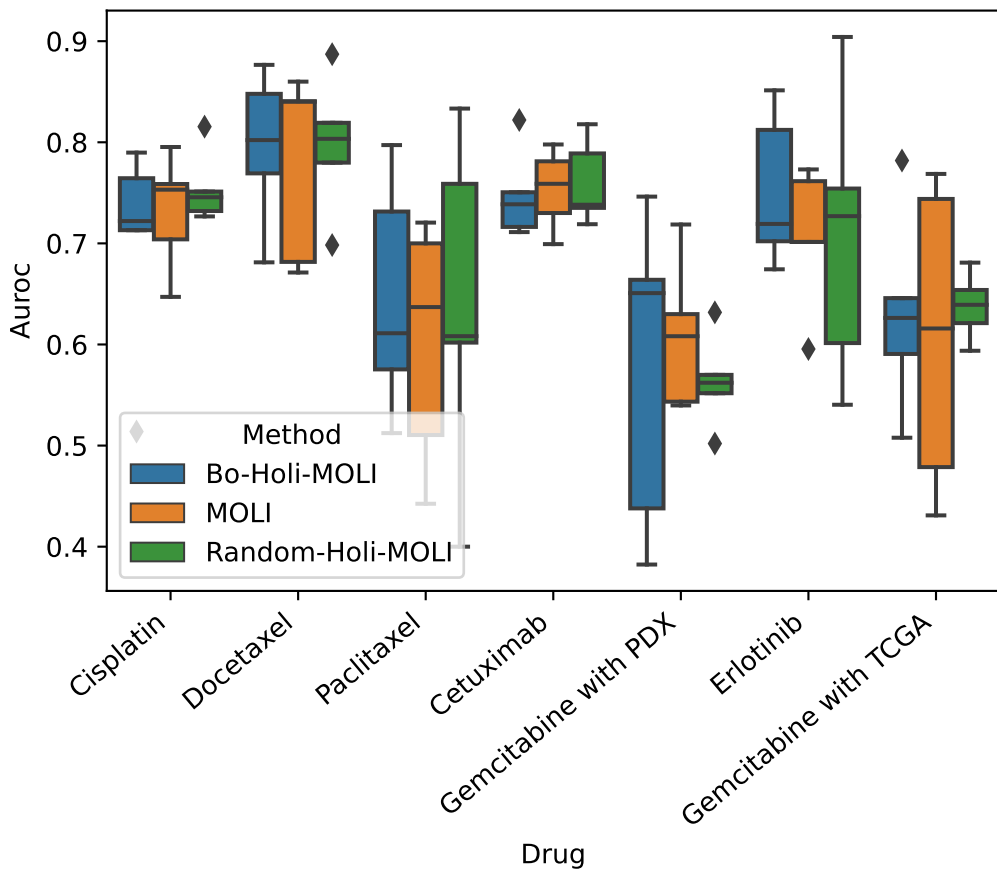 0.9
0.8
0.7
0.6
0.5
0.4
Auroc
Method
Bo-Holi-MOLI
MOLI
Random-Holi-MOLI
Cisplatin
Docetaxel
Paclitaxel
Cetuximab
Gemcitabine with PDX
Erlotinib
Gemcitabine with TCGA
Drug